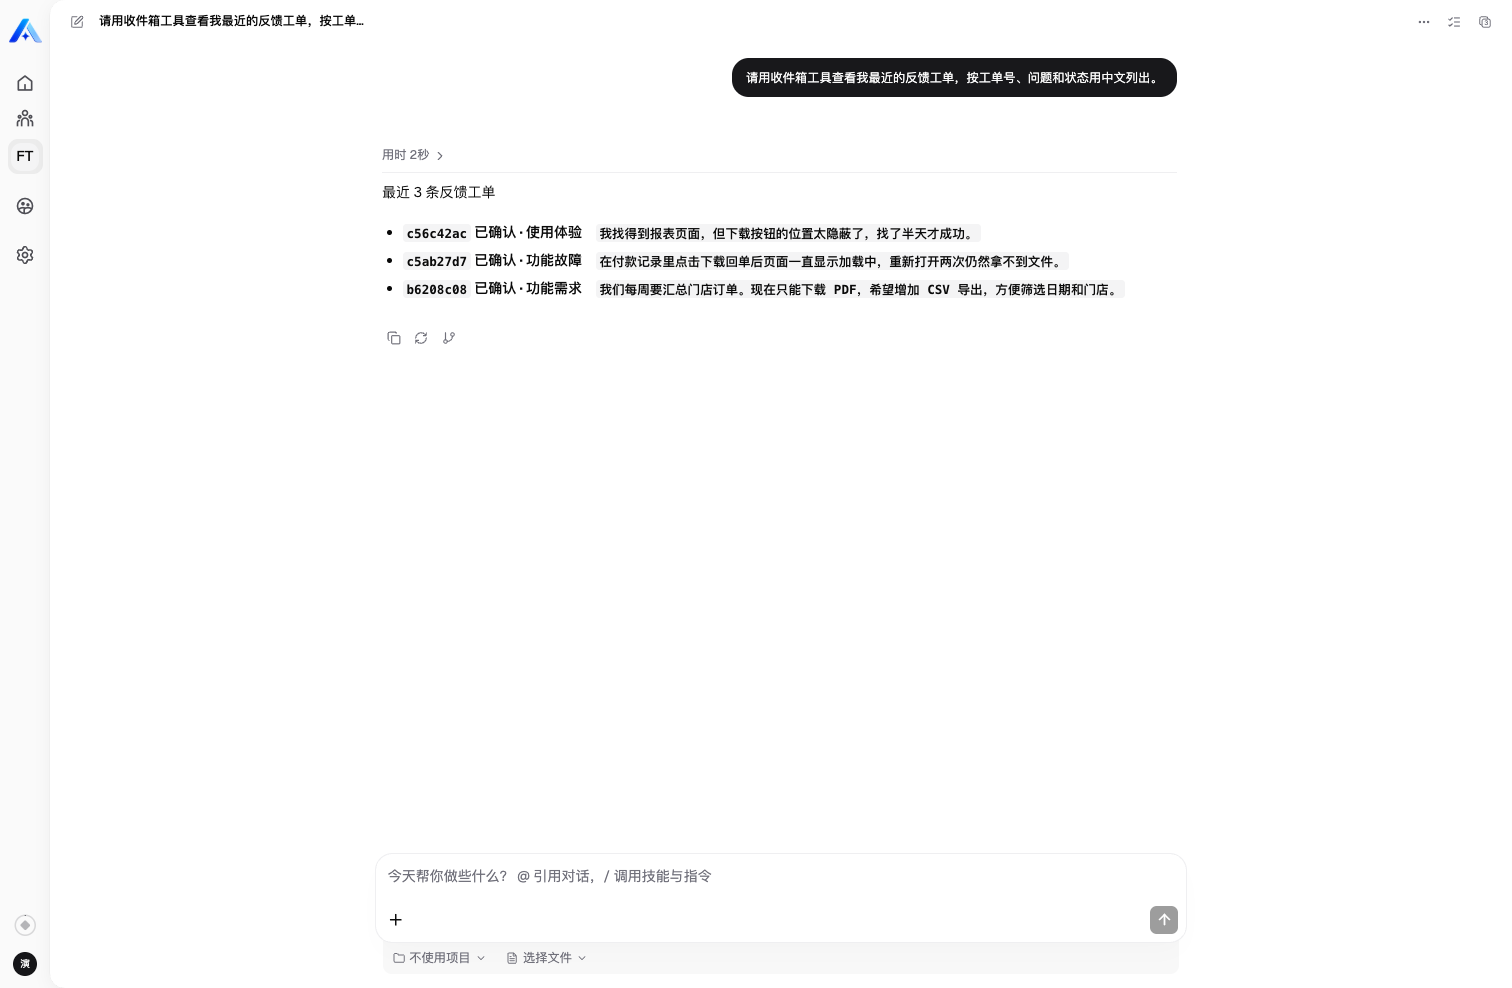 请用收件箱工具查看我最近的反馈工单，按工单...
请用收件箱工具查看我最近的反馈工单，按工单号、问题和状态用中文列出。
FT
用时 2秒
最近 3 条反馈工单
c56c42ac 已确认 · 使用体验 我找得到报表页面，但下载按钮的位置太隐蔽了，找了半天才成功。
c5ab27d7 已确认 · 功能故障 在付款记录里点击下载回单后页面一直显示加载中，重新打开两次仍然拿不到文件。
b6208c08 已确认 · 功能需求 我们每周要汇总门店订单。现在只能下载 PDF，希望增加 CSV 导出，方便筛选日期和门店。
今天帮你做些什么？ @ 引用对话，/ 调用技能与指令
不使用项目 选择文件
演